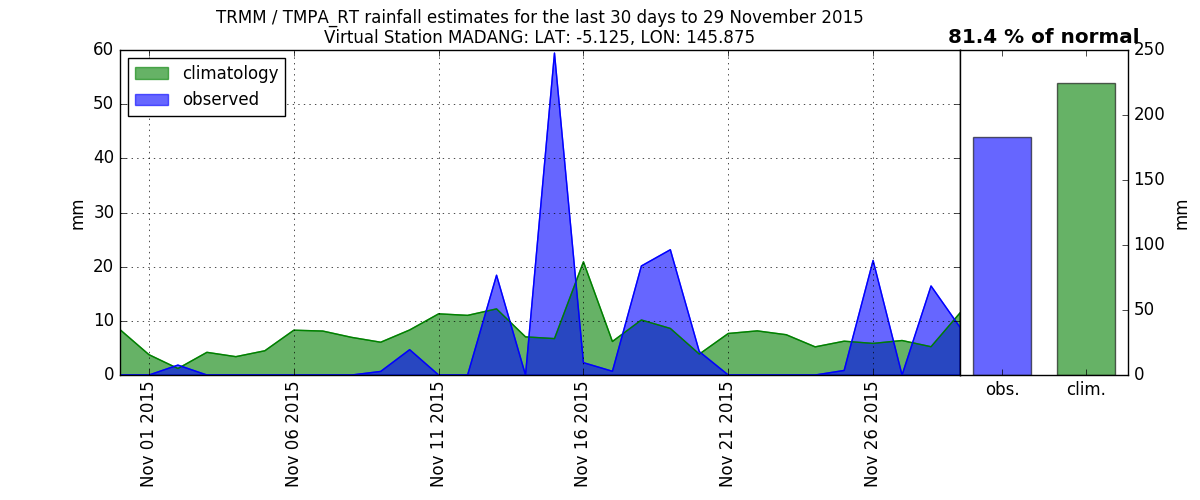 TRMM / TMPA_RT rainfall estimates for the last 30 days to 29 November 2015
Virtual Station MADANG: LAT: -5.125, LON: 145.875
81.4 % of normal
climatology
observed
mm
60
50
40
30
20
10
0
Nov 01 2015
Nov 06 2015
Nov 11 2015
Nov 16 2015
Nov 21 2015
Nov 26 2015
obs.
clim.
250
200
150
100
50
0
mm